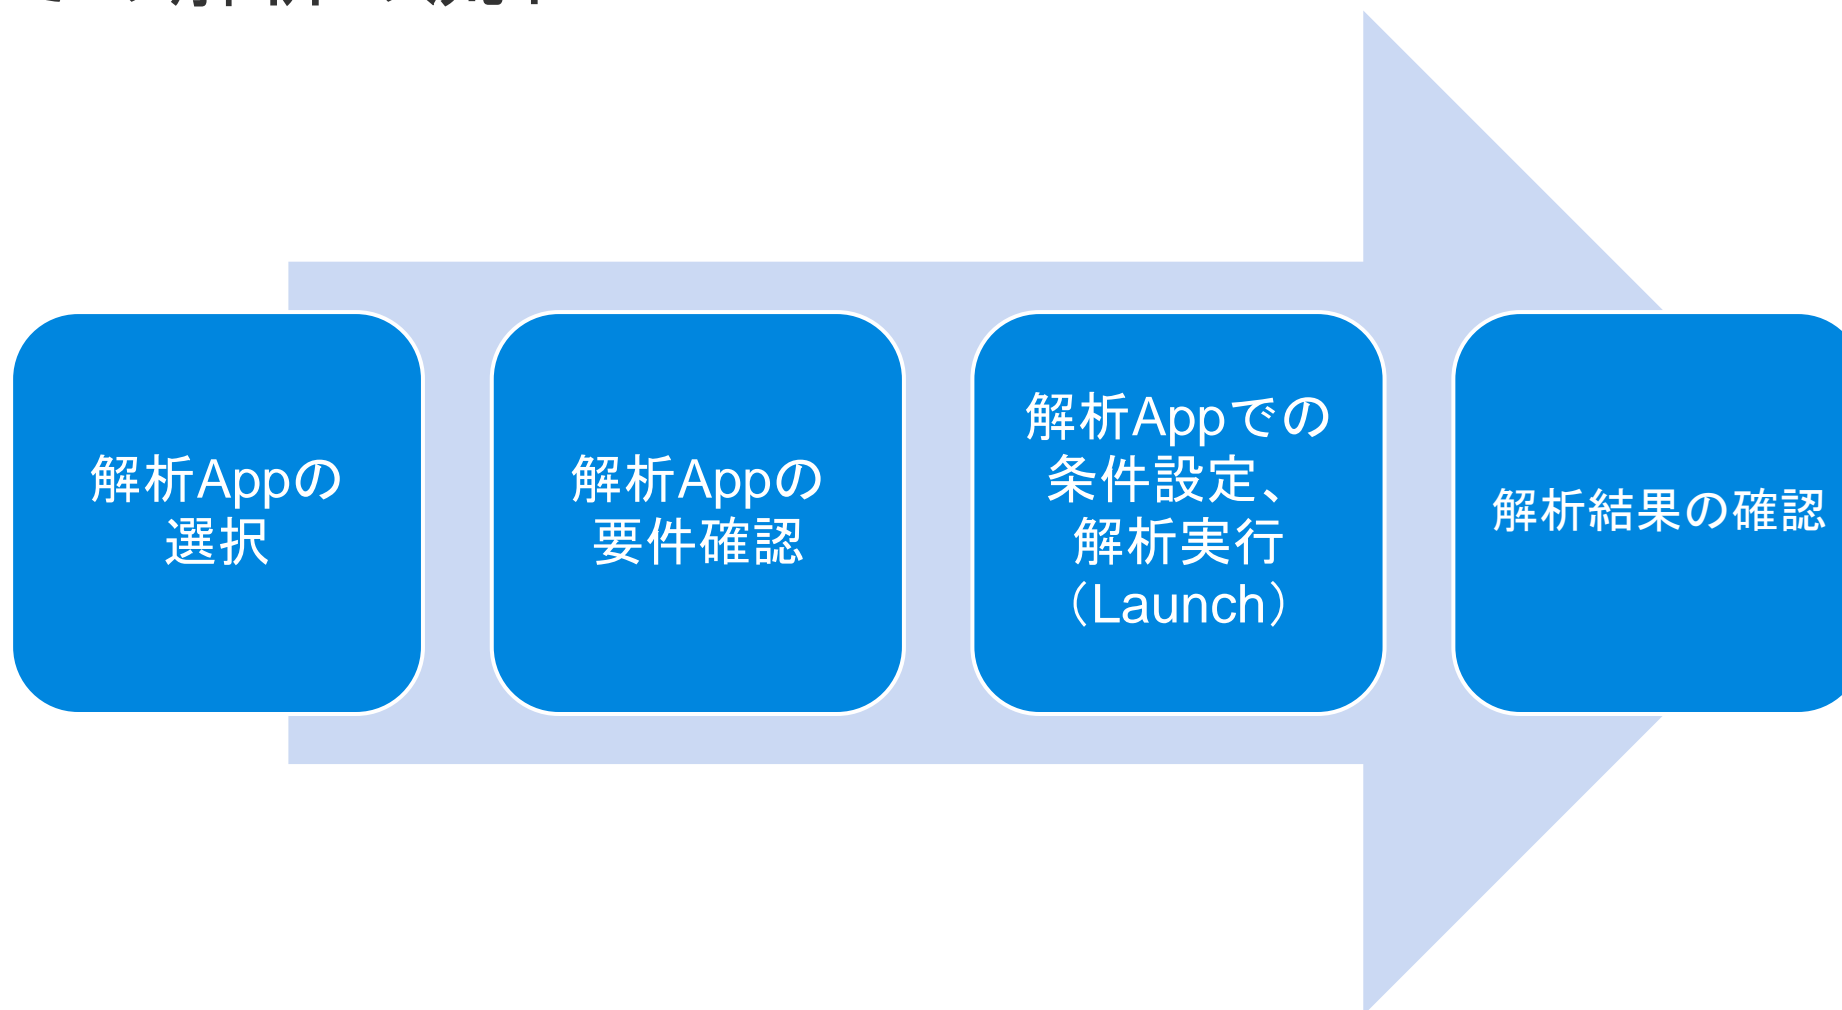 解析Appの
選択
解析Appの
要件確認
解析Appでの
条件設定、
解析実行
（Launch）
解析結果の確認